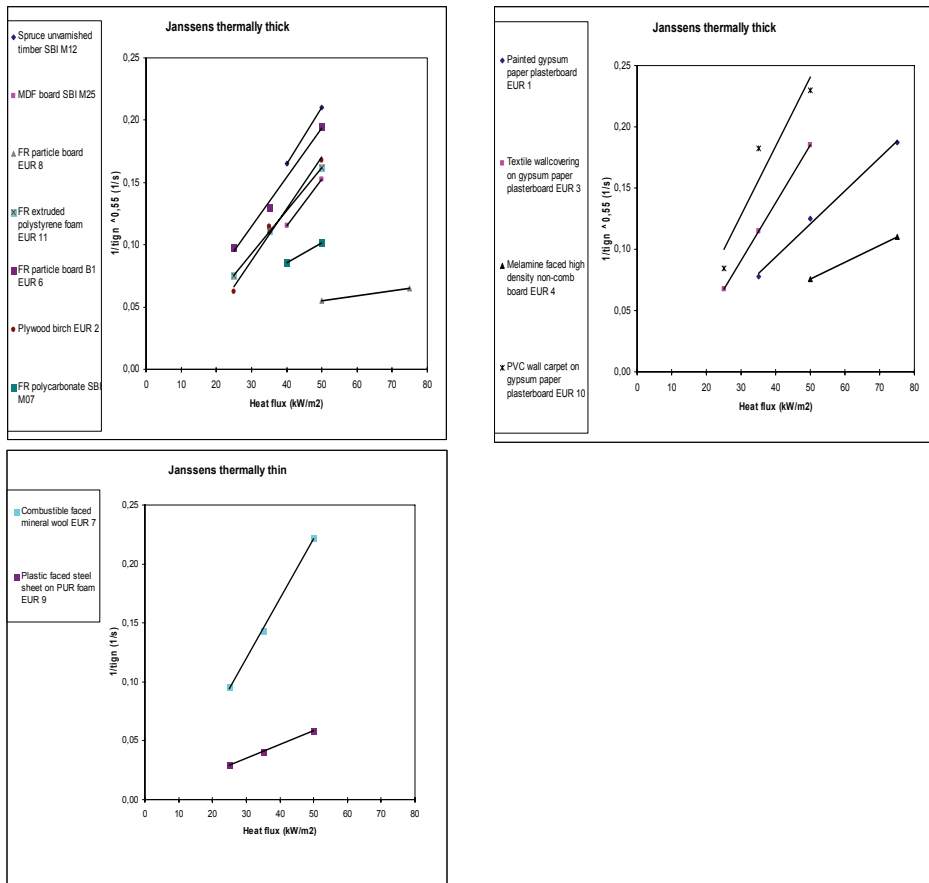 Janssens thermally thick
Spruce unvarnished
timber SBI M12
MDF board SBI M25
FR particle board
EUR 8
FR extruded
polystyrene foam
EUR 11
FR particle board B1
EUR 6
Plywood birch EUR 2
FR polycarbonate SBI
M07
1/tign ^0,55 (1/s)
0,25
0,20
0,15
0,10
0,05
0,00
0 10 20 30 40 50 60 70 80
Heat flux (kW/m2)
Janssens thermally thick
Painted gypsum
paper plasterboard
EUR 1
Textile wallcovering
on gypsum paper
plasterboard EUR 3
Melamine faced high
density non-comb
board EUR 4
PVC wall carpet on
gypsum paper
plasterboard EUR 10
1/tign ^0,55 (1/s)
0,25
0,20
0,15
0,10
0,05
0,00
0 10 20 30 40 50 60 70 80
Heat flux (kW/m2)
Janssens thermally thin
Combustible faced
mineral wool EUR 7
Plastic faced steel
sheet on PUR foam
EUR 9
1/tign (1/s)
0,25
0,20
0,15
0,10
0,05
0,00
0 10 20 30 40 50 60 70 80
Heat flux (kW/m2)